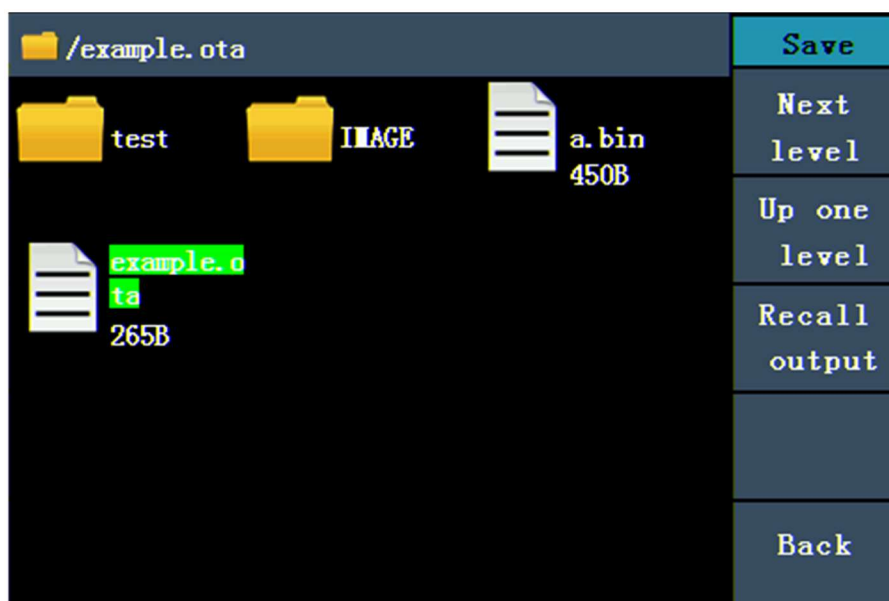 /example.ota
Save
test
IMAGE
a.bin
450B
example.o
ta
265B
Next
level
Up one
level
Recall
output
Back